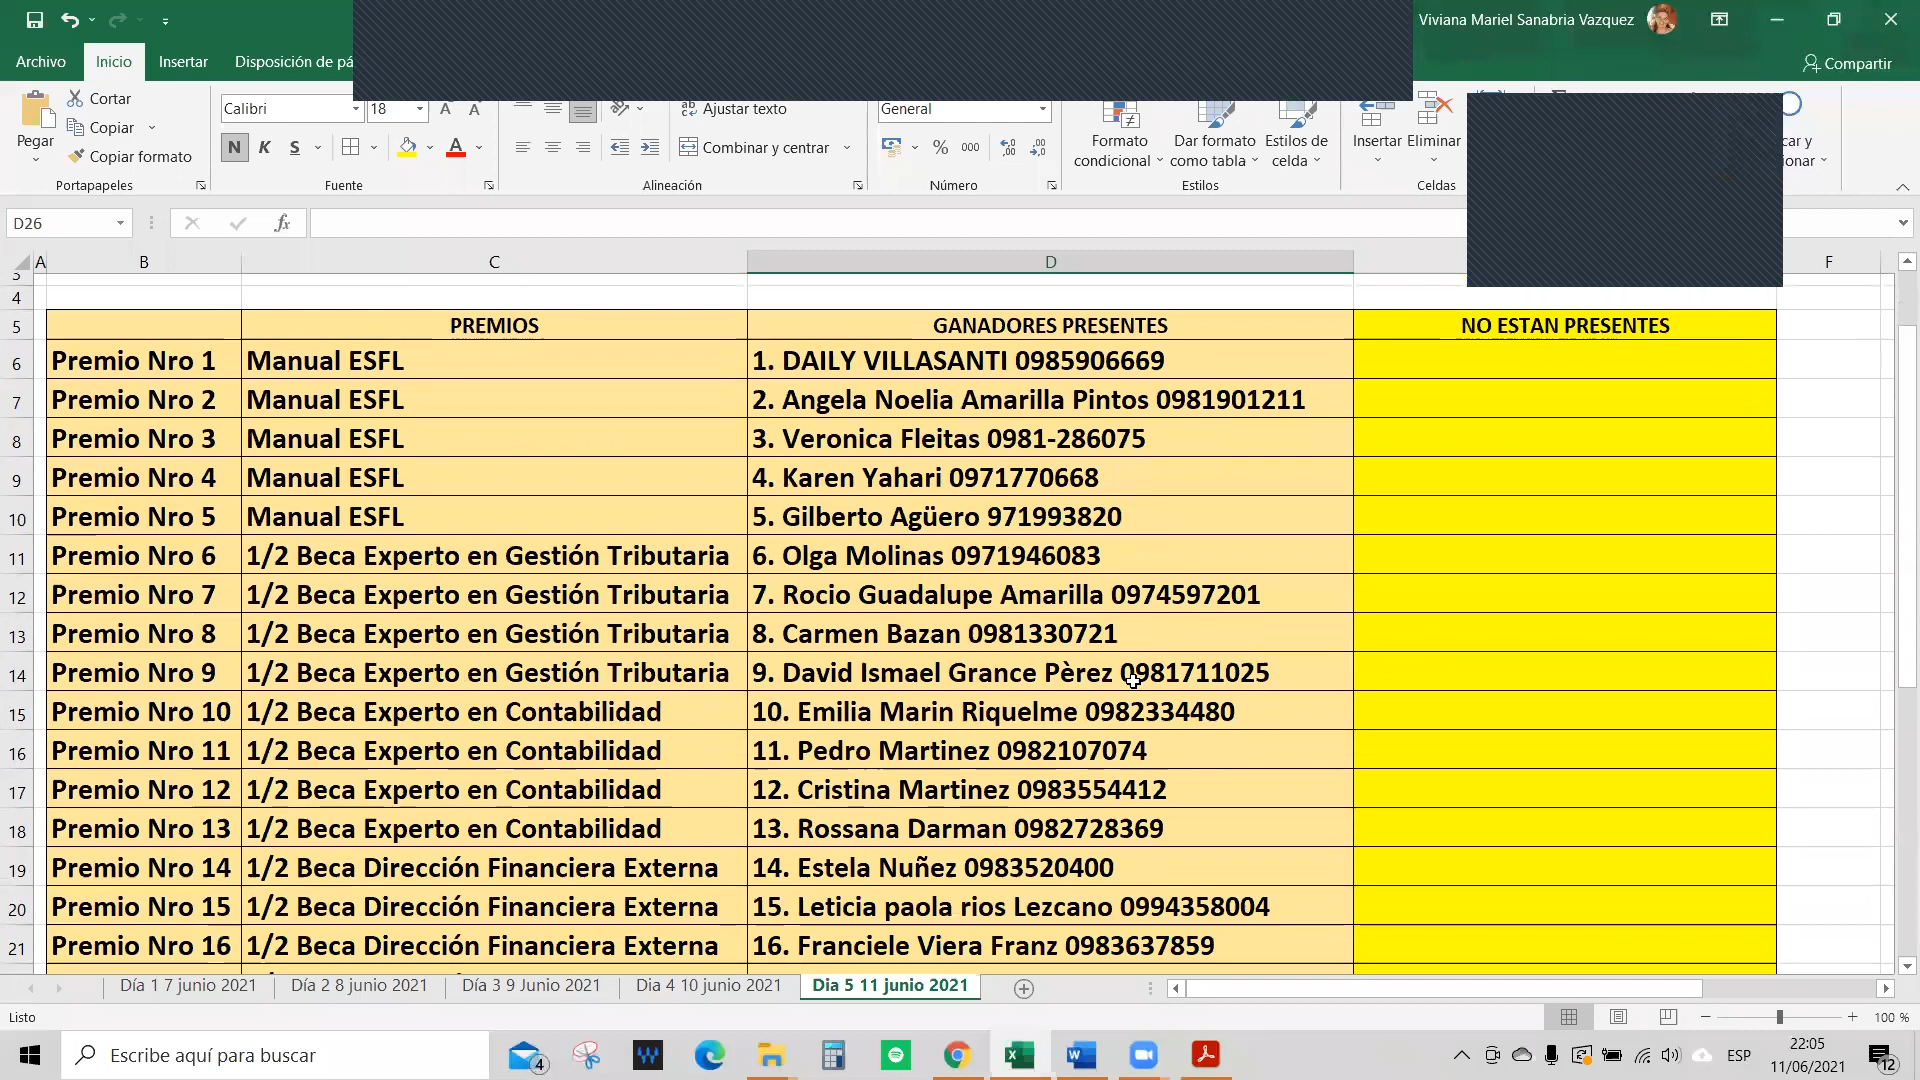 Viviana Mariel Sanabria Vazquez
Archivo Inicio Insertar Disposición de pá Compartir
Cortar
Copiar
Copiar formato
Pegar
Portapapeles
Calibri 18
N K S
Fuente
Ajustar texto
Combinar y centrar
Alineación
General
% 000
Número
Formato condicional
Dar formato como tabla
Estilos de celda
Estilos
Insertar Eliminar
Celdas
D26 fx
A B C D F
4
5 PREMIOS GANADORES PRESENTES NO ESTAN PRESENTES
6 Premio Nro 1 Manual ESFL 1. DAILY VILLASANTI 0985906669
7 Premio Nro 2 Manual ESFL 2. Angela Noelia Amarilla Pintos 0981901211
8 Premio Nro 3 Manual ESFL 3. Veronica Fleitas 0981-286075
9 Premio Nro 4 Manual ESFL 4. Karen Yahari 0971770668
10 Premio Nro 5 Manual ESFL 5. Gilberto Agüero 971993820
11 Premio Nro 6 1/2 Beca Experto en Gestión Tributaria 6. Olga Molinas 0971946083
12 Premio Nro 7 1/2 Beca Experto en Gestión Tributaria 7. Rocio Guadalupe Amarilla 0974597201
13 Premio Nro 8 1/2 Beca Experto en Gestión Tributaria 8. Carmen Bazan 0981330721
14 Premio Nro 9 1/2 Beca Experto en Gestión Tributaria 9. David Ismael Grance Pèrez 0981711025
15 Premio Nro 10 1/2 Beca Experto en Contabilidad 10. Emilia Marin Riquelme 0982334480
16 Premio Nro 11 1/2 Beca Experto en Contabilidad 11. Pedro Martinez 0982107074
17 Premio Nro 12 1/2 Beca Experto en Contabilidad 12. Cristina Martinez 0983554412
18 Premio Nro 13 1/2 Beca Experto en Contabilidad 13. Rossana Darman 0982728369
19 Premio Nro 14 1/2 Beca Dirección Financiera Externa 14. Estela Nuñez 0983520400
20 Premio Nro 15 1/2 Beca Dirección Financiera Externa 15. Leticia paola rios Lezcano 0994358004
21 Premio Nro 16 1/2 Beca Dirección Financiera Externa 16. Franciele Viera Franz 0983637859
Día 1 7 junio 2021 Día 2 8 junio 2021 Día 3 9 Junio 2021 Dia 4 10 junio 2021 Dia 5 11 junio 2021
Listo 100 %
Escribe aquí para buscar 4 ESP 22:05
11/06/2021 12